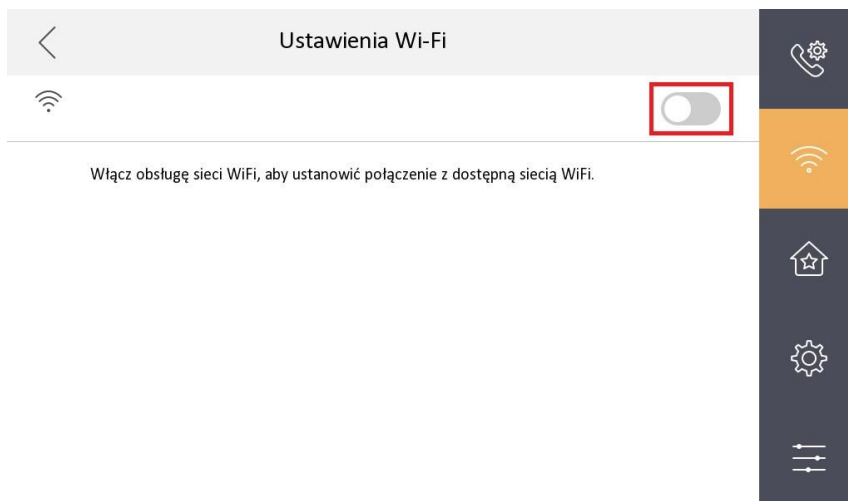 Ustawienia Wi-Fi
Włącz obsługę sieci WiFi, aby ustanowić połączenie z dostępną siecią WiFi.